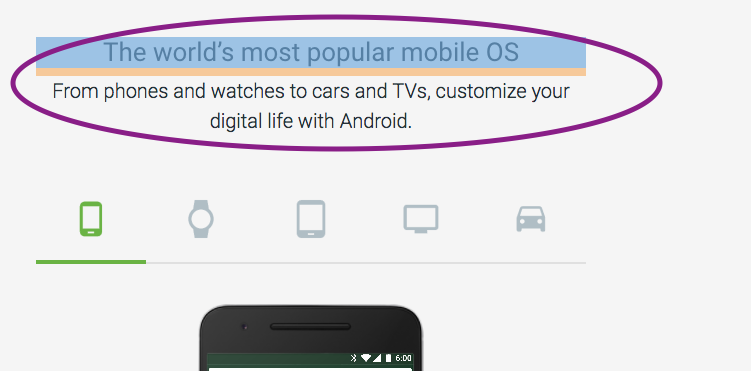 The world’s most popular mobile OS
From phones and watches to cars and TVs, customize your
digital life with Android.
6:00